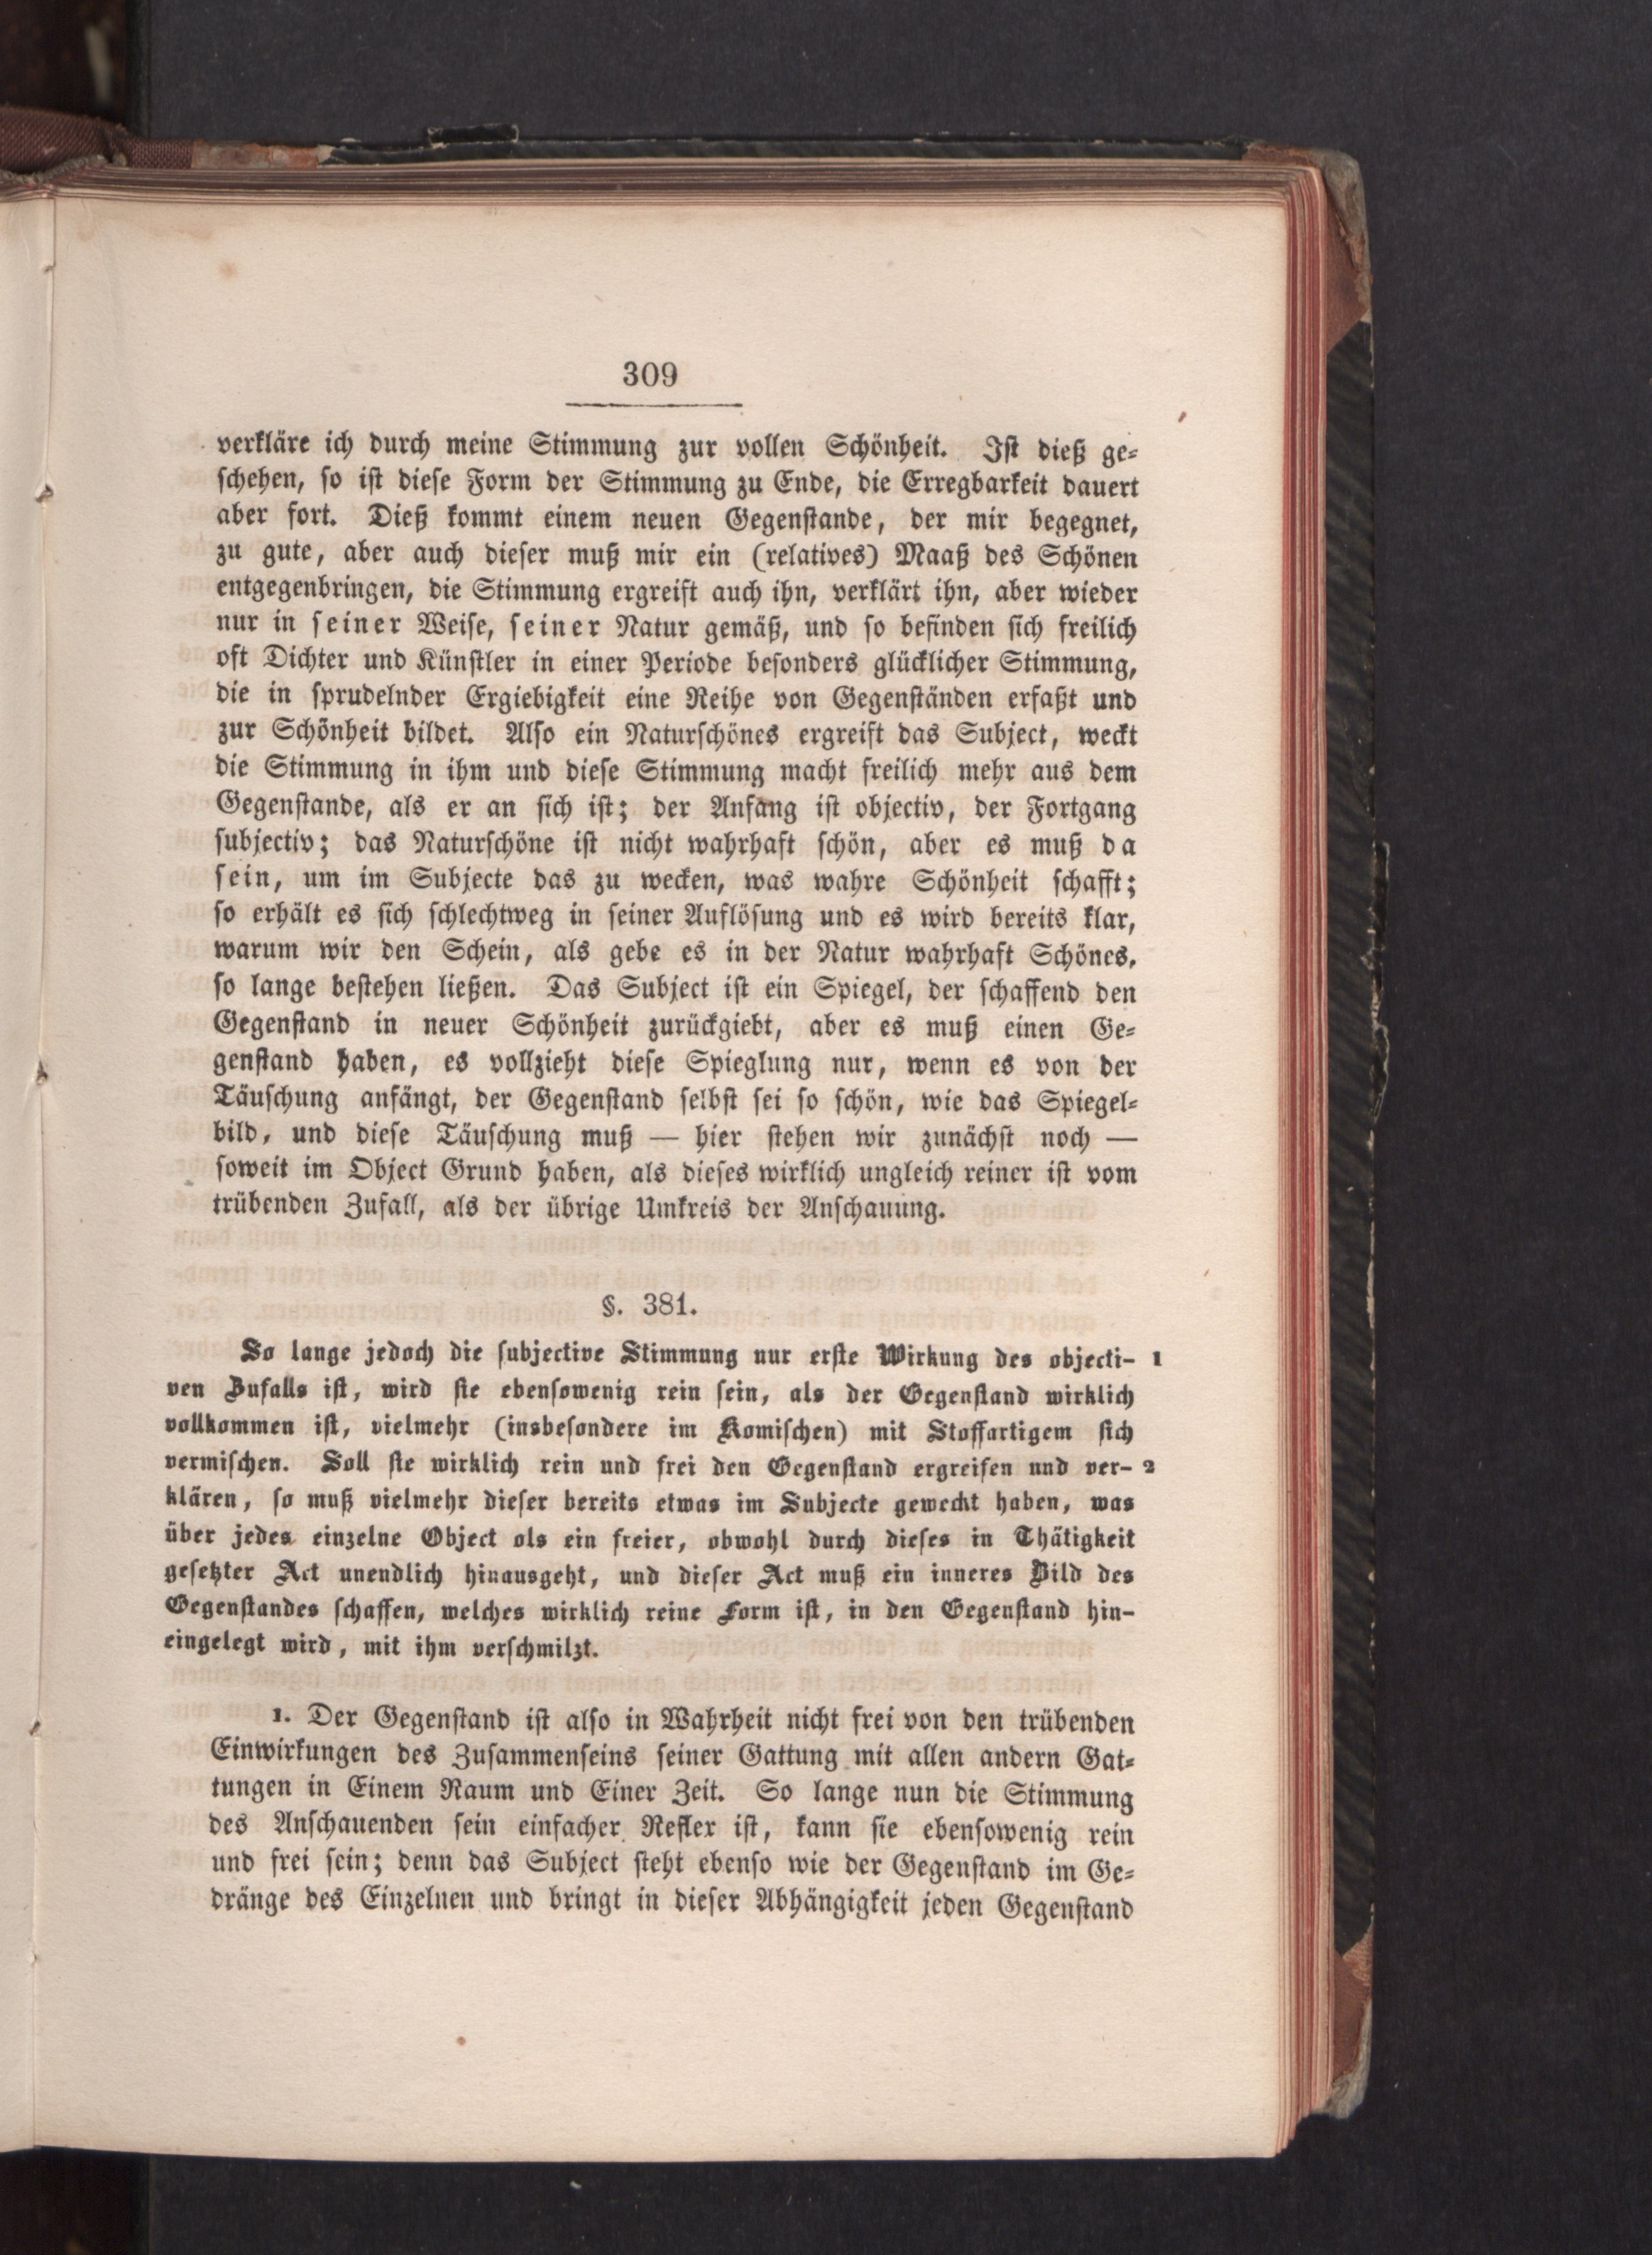 309
verkläre ich durch meine Stimmung zur vollen Schönheit. Ist dieß ge-
schehen, so ist diese Form der Stimmung zu Ende, die Erregbarkeit dauert
aber fort. Dieß kommt einem neuen Gegenstande, der mir begegnet,
zu gute, aber auch dieser muß mir ein (relatives) Maaß des Schönen
entgegenbringen, die Stimmung ergreift auch ihn, verklärt ihn, aber wieder
nur in seiner Weise, seiner Natur gemäß, und so befinden sich freilich
oft Dichter und Künstler in einer Periode besonders glücklicher Stimmung,
die in sprudelnder Ergiebigkeit eine Reihe von Gegenständen erfaßt und
zur Schönheit bildet. Also ein Naturschönes ergreift das Subject, weckt
die Stimmung in ihm und diese Stimmung macht freilich mehr aus dem
Gegenstande, als er an sich ist; der Anfang ist objectiv, der Fortgang
subjectiv; das Naturschöne ist nicht wahrhaft schön, aber es muß da
sein, um im Subjecte das zu wecken, was wahre Schönheit schafft;
so erhält es sich schlechtweg in seiner Auflösung und es wird bereits klar,
warum wir den Schein, als gebe es in der Natur wahrhaft Schönes,
so lange bestehen ließen. Das Subject ist ein Spiegel, der schaffend den
Gegenstand in neuer Schönheit zurückgiebt, aber es muß einen Ge-
genstand haben, es vollzieht diese Spieglung nur, wenn es von der
Täuschung anfängt, der Gegenstand selbst sei so schön, wie das Spiegel-
bild, und diese Täuschung muß — hier stehen wir zunächst noch —
soweit im Object Grund haben, als dieses wirklich ungleich reiner ist vom
trübenden Zufall, als der übrige Umkreis der Anschauung.
§. 381.
So lange jedoch die subjective Stimmung nur erste Wirkung des objecti- 1
ven Zufalls ist, wird sie ebensowenig rein sein, als der Gegenstand wirklich
vollkommen ist, vielmehr (insbesondere im Komischen) mit Stoffartigem sich
vermischen. Soll sie wirklich rein und frei den Gegenstand ergreifen und ver- 2
klären, so muß vielmehr dieser bereits etwas im Subjecte geweckt haben, was
über jedes einzelne Object als ein freier, obwohl durch dieses in Thätigkeit
gesetzter Act unendlich hinausgeht, und dieser Act muß ein inneres Bild des
Gegenstandes schaffen, welches wirklich reine Form ist, in den Gegenstand hin-
eingelegt wird, mit ihm verschmilzt.
1. Der Gegenstand ist also in Wahrheit nicht frei von den trübenden
Einwirkungen des Zusammenseins seiner Gattung mit allen andern Gat-
tungen in Einem Raum und Einer Zeit. So lange nun die Stimmung
des Anschauenden sein einfacher Reflex ist, kann sie ebensowenig rein
und frei sein; denn das Subject steht ebenso wie der Gegenstand im Ge-
dränge des Einzelnen und bringt in dieser Abhängigkeit jeden Gegenstand